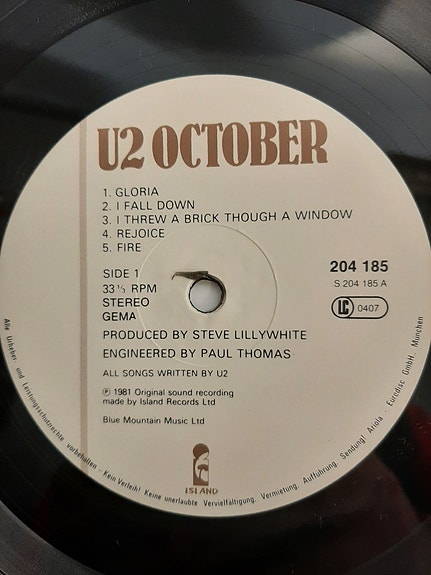 U2 OCTOBER
1. GLORIA
2. I FALL DOWN
3. I THREW A BRICK THOUGH A WINDOW
4. REJOICE
5. FIRE
SIDE 1
33 ⅓ RPM
STEREO
GEMA
204 185
S 204 185 A
LC 0407
PRODUCED BY STEVE LILLYWHITE
ENGINEERED BY PAUL THOMAS
ALL SONGS WRITTEN BY U2
℗ 1981 Original sound recording
made by Island Records Ltd
Blue Mountain Music Ltd
ISLAND
Alle Urheber- und Leistungsschutzrechte vorbehalten - Kein Verleih! Keine unerlaubte Vervielfältigung, Vermietung, Aufführung, Sendung! Ariola - Eurodisc GmbH, München